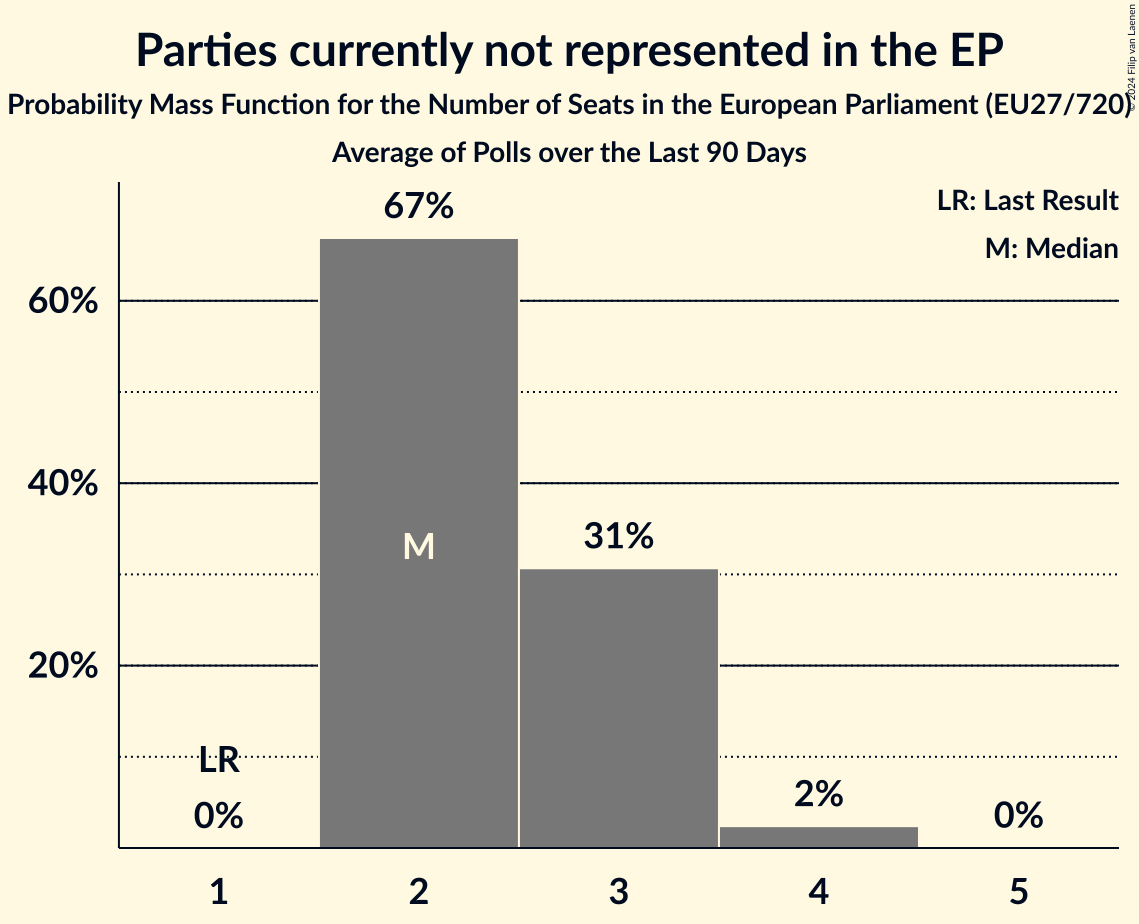 Parties currently not represented in the EP
Probability Mass Function for the Number of Seats in the European Parliament (EU27/720)
Average of Polls over the Last 90 Days
© 2024 Filip van Laenen
LR: Last Result
M: Median
67%
60%
40%
31%
M
20%
LR
0%
2%
0%
1
2
3
4
5